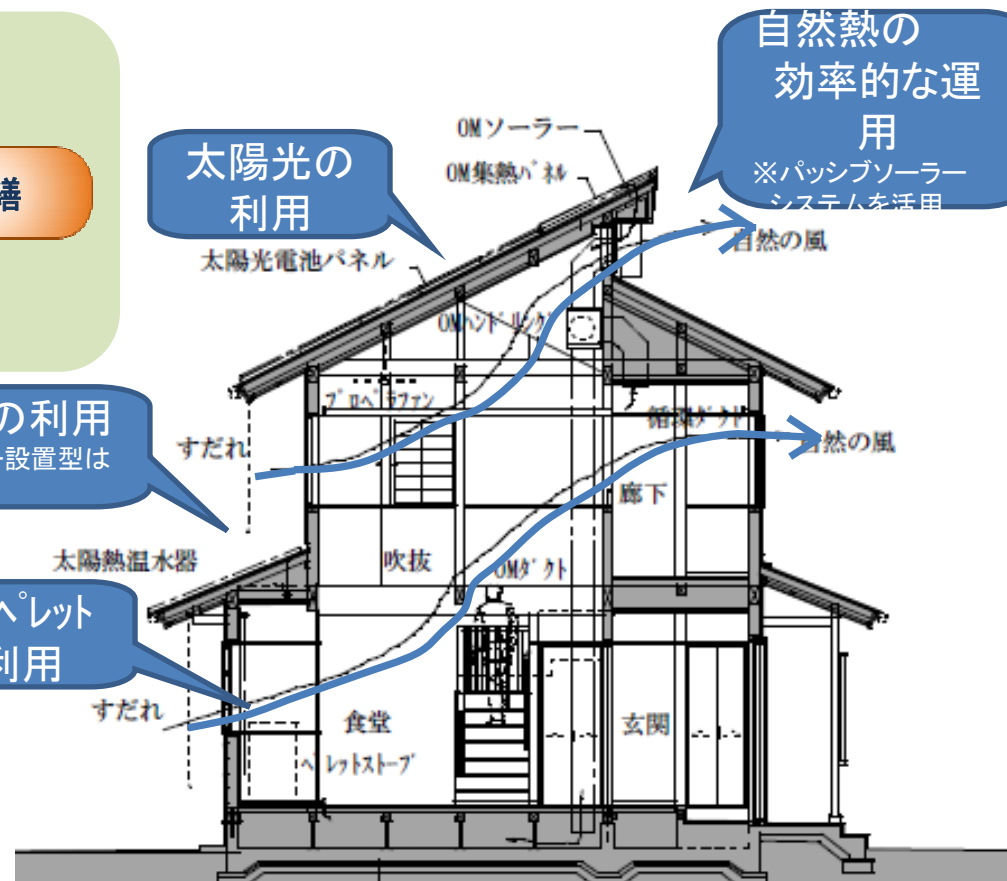 自然熱の
効率的な運
用
※パッシブソーラー
システムを活用
OMソーラー
太陽光の
利用
OM集熱パネル
太陽光電池パネル
自然の風
繕
OMハンドリング
プロペラファン
の利用
設置型は
すだれ
循環ダクト
自然の風
廊下
太陽熱温水器
吹抜
OMダクト
ペレット
利用
すだれ
食堂
玄関
ペレットストーブ